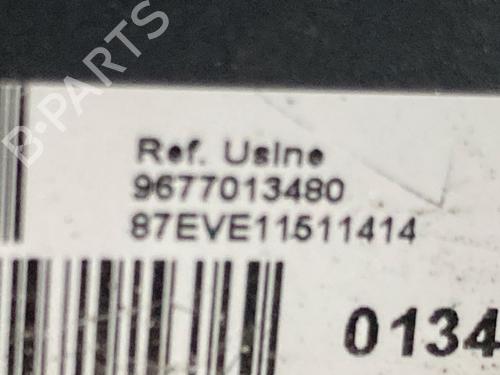 B-PARTS
Ref. Usine
9677013480
87EVE11511414
0134